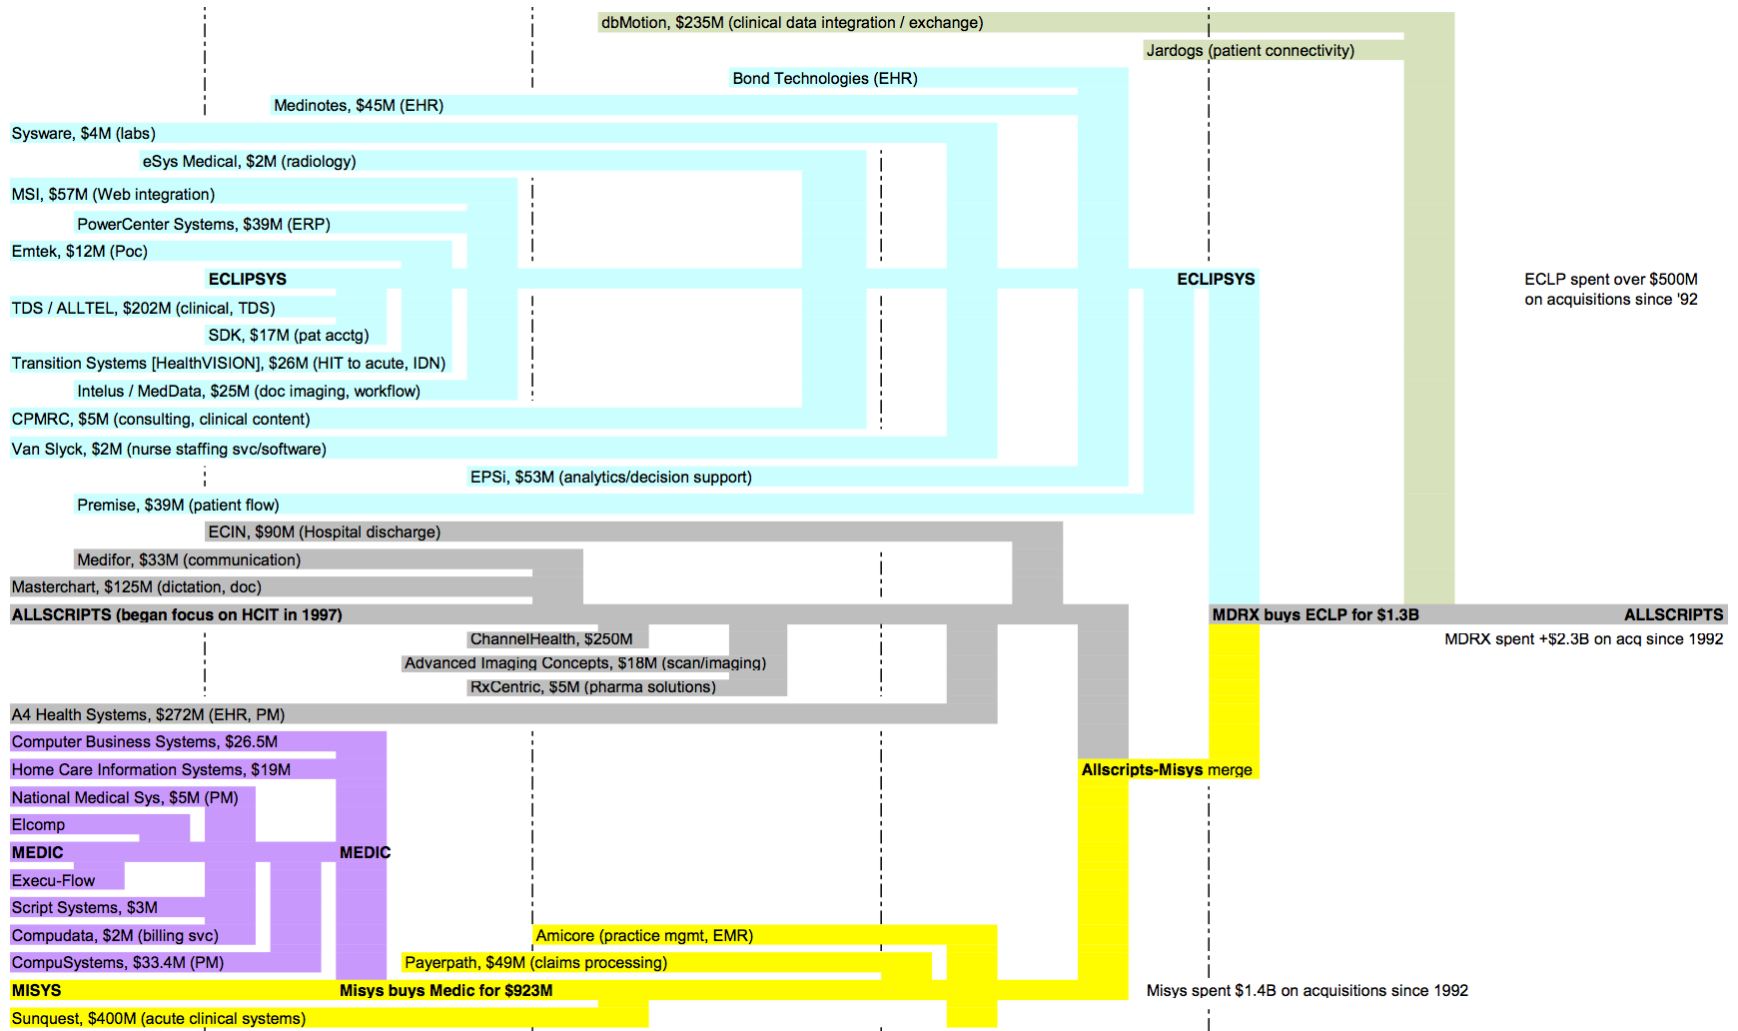 dbMotion, $235M (clinical data integration / exchange)
Jardogs (patient connectivity)
Bond Technologies (EHR)
Medinotes, $45M (EHR)
Sysware, $4M (labs)
eSys Medical, $2M (radiology)
MSI, $57M (Web integration)
PowerCenter Systems, $39M (ERP)
Emtek, $12M (Poc)
ECLIPSYS
ECLIPSYS
ECLP spent over $500M
on acquisitions since '92
TDS / ALLTEL, $202M (clinical, TDS)
SDK, $17M (pat acctg)
Transition Systems [HealthVISION], $26M (HIT to acute, IDN)
Intelus / MedData, $25M (doc imaging, workflow)
CPMRC, $5M (consulting, clinical content)
Van Slyck, $2M (nurse staffing svc/software)
EPSi, $53M (analytics/decision support)
Premise, $39M (patient flow)
ECIN, $90M (Hospital discharge)
Medifor, $33M (communication)
Masterchart, $125M (dictation, doc)
ALLSCRIPTS (began focus on HCIT in 1997)
MDRX buys ECLP for $1.3B
ALLSCRIPTS
ChannelHealth, $250M
MDRX spent +$2.3B on acq since 1992
Advanced Imaging Concepts, $18M (scan/imaging)
RxCentric, $5M (pharma solutions)
A4 Health Systems, $272M (EHR, PM)
Computer Business Systems, $26.5M
Home Care Information Systems, $19M
Allscripts-Misys merge
National Medical Sys, $5M (PM)
Elcomp
MEDIC
MEDIC
Execu-Flow
Script Systems, $3M
Compudata, $2M (billing svc)
Amicore (practice mgmt, EMR)
CompuSystems, $33.4M (PM)
Payerpath, $49M (claims processing)
MISYS
Misys buys Medic for $923M
Misys spent $1.4B on acquisitions since 1992
Sunquest, $400M (acute clinical systems)